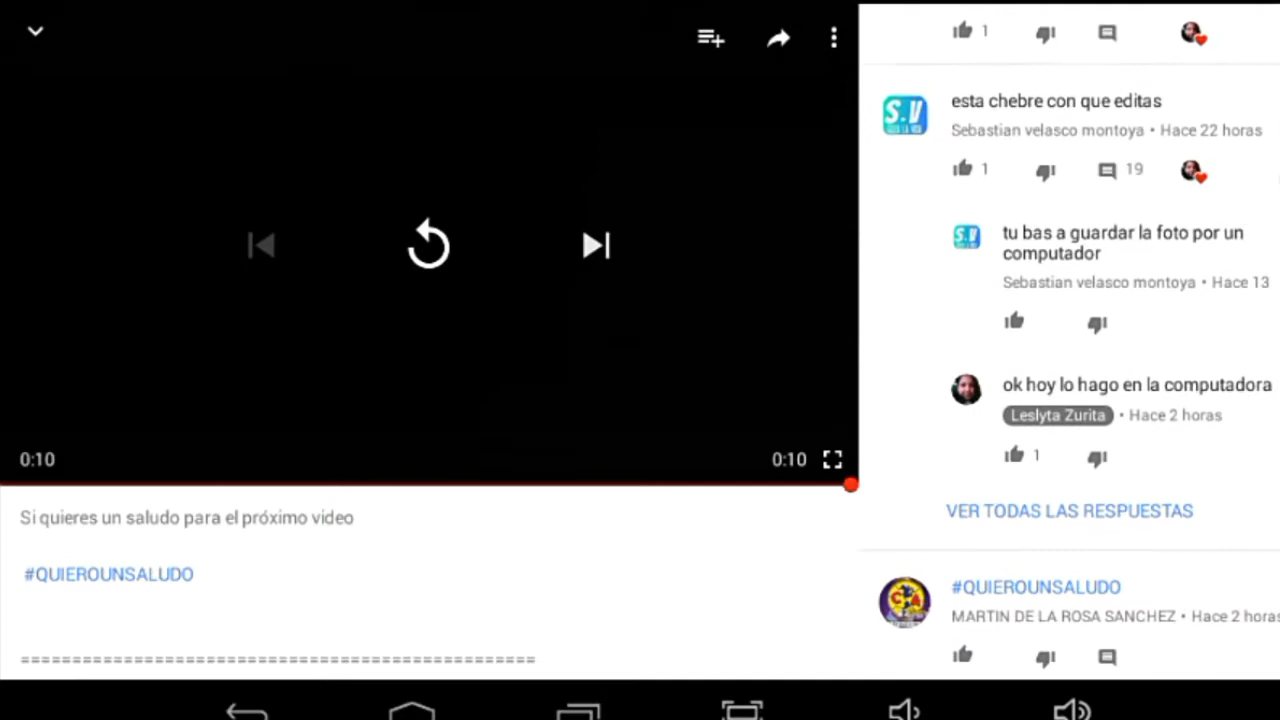 0:10
0:10
Si quieres un saludo para el próximo video
#QUIEROUNSALUDO
==================================================
1
S.V
esta chebre con que editas
Sebastian velasco montoya • Hace 22 horas
1
19
S.V
tu bas a guardar la foto por un
computador
Sebastian velasco montoya • Hace 13
ok hoy lo hago en la computadora
Leslyta Zurita • Hace 2 horas
1
VER TODAS LAS RESPUESTAS
CA
#QUIEROUNSALUDO
MARTIN DE LA ROSA SANCHEZ • Hace 2 horas